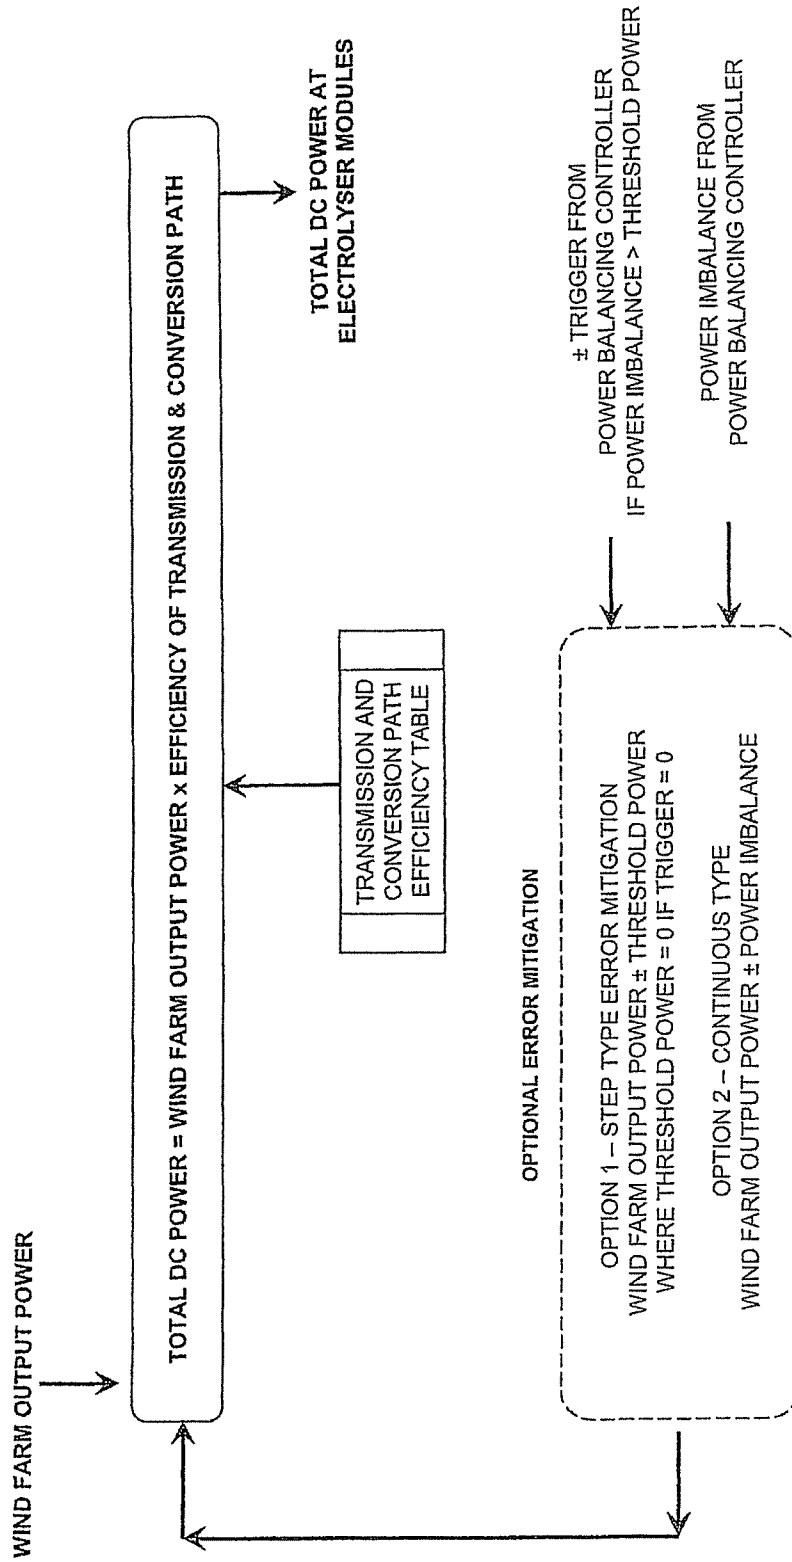 WIND FARM OUTPUT POWER
TOTAL DC POWER = WIND FARM OUTPUT POWER x EFFICIENCY OF TRANSMISSION & CONVERSION PATH
TOTAL DC POWER AT
ELECTROLYSER MODULES
TRANSMISSION AND
CONVERSION PATH
EFFICIENCY TABLE
OPTIONAL ERROR MITIGATION
OPTION 1 – STEP TYPE ERROR MITIGATION
WIND FARM OUTPUT POWER ± THRESHOLD POWER
WHERE THRESHOLD POWER = 0 IF TRIGGER = 0
OPTION 2 – CONTINUOUS TYPE
WIND FARM OUTPUT POWER ± POWER IMBALANCE
± TRIGGER FROM
POWER BALANCING CONTROLLER
IF POWER IMBALANCE > THRESHOLD POWER
POWER IMBALANCE FROM
POWER BALANCING CONTROLLER